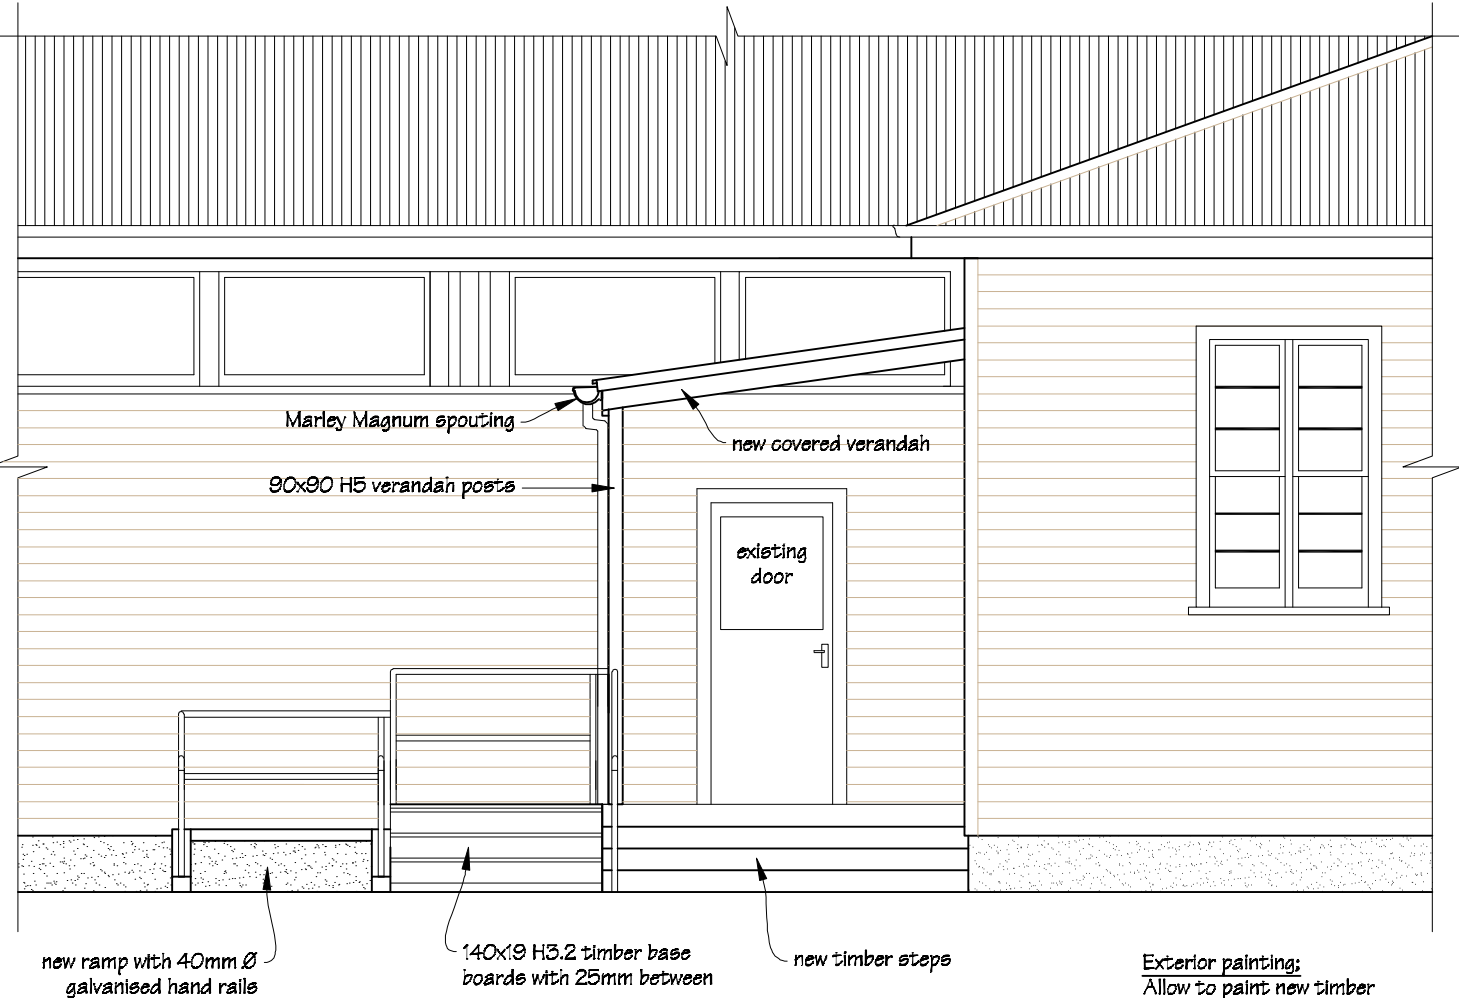 Marley Magnum spouting
new covered verandah
90x90 H5 verandah posts
existing
door
new ramp with 40mm Ø
galvanised hand rails
140x19 H3.2 timber base
boards with 25mm between
new timber steps
Exterior painting;
Allow to paint new timber